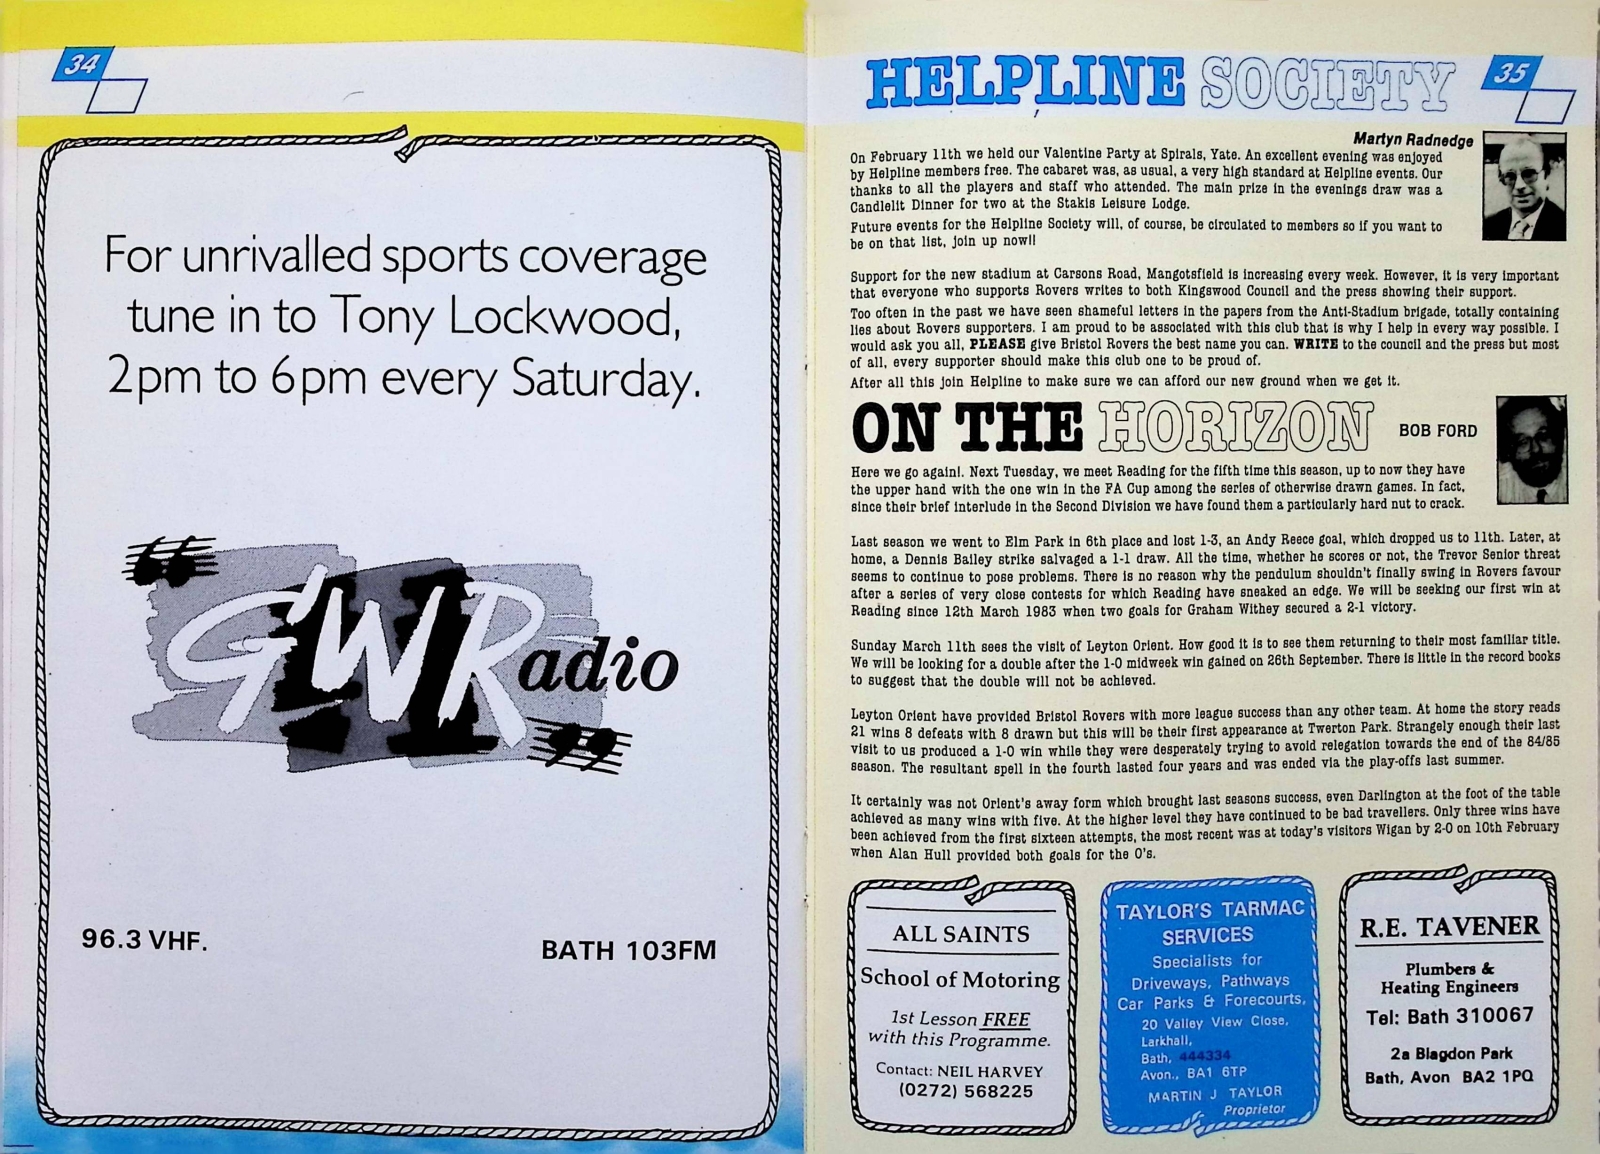 34
For unrivalled sports coverage
tune in to Tony Lockwood,
2pm to 6pm every Saturday.
GWRadio
96.3 VHF.
BATH 103FM
HELPLINE SOCIETY
35
Martyn Radnedge
On February 11th we held our Valentine Party at Spirals, Yate. An excellent evening was enjoyed
by Helpline members free. The cabaret was, as usual, a very high standard at Helpline events. Our
thanks to all the players and staff who attended. The main prize in the evenings draw was a
Candlelit Dinner for two at the Stakis Leisure Lodge.
Future events for the Helpline Society will, of course, be circulated to members so if you want to
be on that list, join up now!!
Support for the new stadium at Carsons Road, Mangotsfield is increasing every week. However, it is very important
that everyone who supports Rovers writes to both Kingswood Council and the press showing their support.
Too often in the past we have seen shameful letters in the papers from the Anti-Stadium brigade, totally containing
lies about Rovers supporters. I am proud to be associated with this club that is why I help in every way possible. I
would ask you all, PLEASE give Bristol Rovers the best name you can. WRITE to the council and the press but most
of all, every supporter should make this club one to be proud of.
After all this join Helpline to make sure we can afford our new ground when we get it.
ON THE HORIZON
BOB FORD
Here we go again!. Next Tuesday, we meet Reading for the fifth time this season, up to now they have
the upper hand with the one win in the FA Cup among the series of otherwise drawn games. In fact,
since their brief interlude in the Second Division we have found them a particularly hard nut to crack.
Last season we went to Elm Park in 6th place and lost 1-3, an Andy Reece goal, which dropped us to 11th. Later, at
home, a Dennis Bailey strike salvaged a 1-1 draw. All the time, whether he scores or not, the Trevor Senior threat
seems to continue to pose problems. There is no reason why the pendulum shouldn't finally swing in Rovers favour
after a series of very close contests for which Reading have sneaked an edge. We will be seeking our first win at
Reading since 12th March 1983 when two goals for Graham Withey secured a 2-1 victory.
Sunday March 11th sees the visit of Leyton Orient. How good it is to see them returning to their most familiar title.
We will be looking for a double after the 1-0 midweek win gained on 26th September. There is little in the record books
to suggest that the double will not be achieved.
Leyton Orient have provided Bristol Rovers with more league success than any other team. At home the story reads
21 wins 8 defeats with 8 drawn but this will be their first appearance at Twerton Park. Strangely enough their last
visit to us produced a 1-0 win while they were desperately trying to avoid relegation towards the end of the 84/85
season. The resultant spell in the fourth lasted four years and was ended via the play-offs last summer.
It certainly was not Orient's away form which brought last seasons success, even Darlington at the foot of the table
achieved as many wins with five. At the higher level they have continued to be bad travellers. Only three wins have
been achieved from the first sixteen attempts, the most recent was at today's visitors Wigan by 2-0 on 10th February
when Alan Hull provided both goals for the O's.
ALL SAINTS
School of Motoring
1st Lesson FREE
with this Programme.
Contact: NEIL HARVEY
(0272) 568225
TAYLOR'S TARMAC
SERVICES
Specialists for
Driveways, Pathways
Car Parks & Forecourts.
20 Valley View Close,
Larkhall,
Bath, 444334
Avon., BA1 6TP
MARTIN J TAYLOR
Proprietor
R.E. TAVENER
Plumbers &
Heating Engineers
Tel: Bath 310067
2a Blagdon Park
Bath, Avon BA2 1PQ